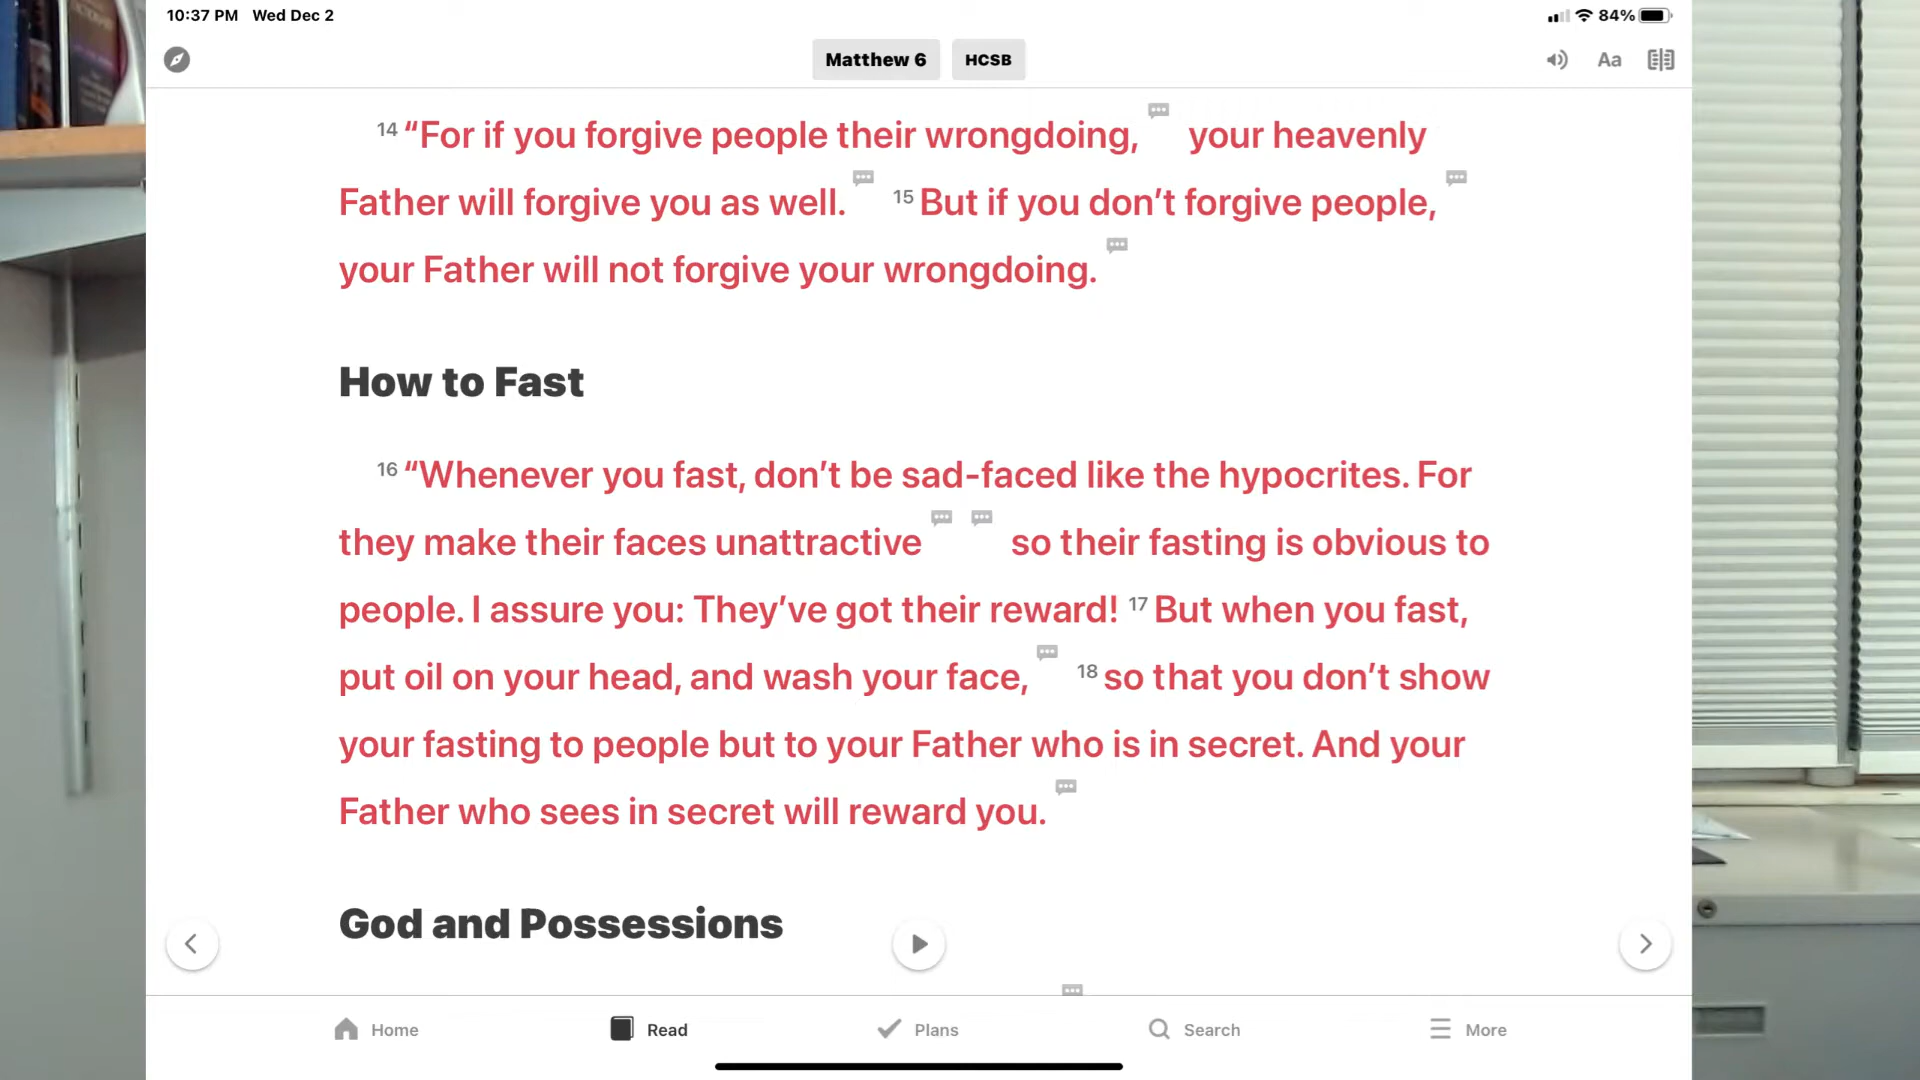 10:37 PM Wed Dec 2
84%
Matthew 6
HCSB
Aa
14 “For if you forgive people their wrongdoing, your heavenly
Father will forgive you as well. 15 But if you don’t forgive people,
your Father will not forgive your wrongdoing.
How to Fast
16 “Whenever you fast, don’t be sad-faced like the hypocrites. For
they make their faces unattractive so their fasting is obvious to
people. I assure you: They’ve got their reward! 17 But when you fast,
put oil on your head, and wash your face, 18 so that you don’t show
your fasting to people but to your Father who is in secret. And your
Father who sees in secret will reward you.
God and Possessions
Home
Read
Plans
Search
More